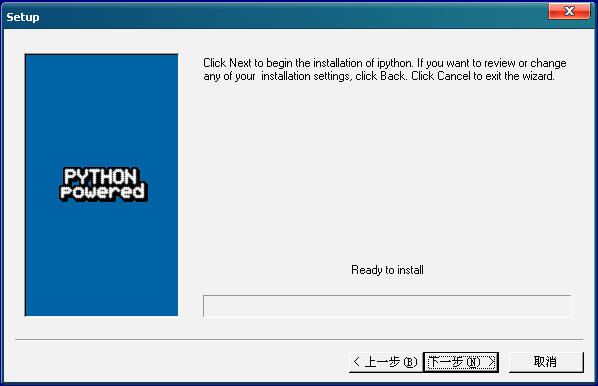 Setup
Click Next to begin the installation of ipython. If you want to review or change
any of your installation settings, click Back. Click Cancel to exit the wizard.
PYTHON
powered
Ready to install
< 上一步(B)
下一步(N) >
取消